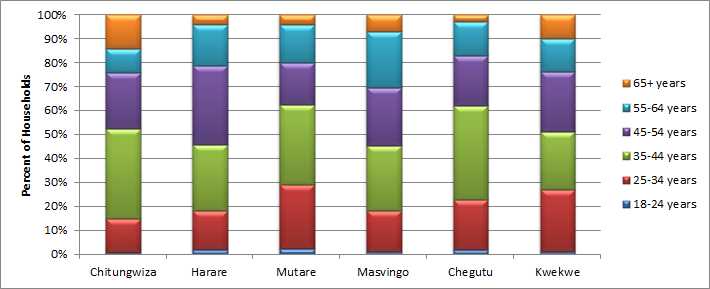 100%
90%
80%
70%
60%
50%
40%
30%
20%
10%
0%
Percent of Households
Chitungwiza Harare Mutare Masvingo Chegutu Kwekwe
65+ years
55-64 years
45-54 years
35-44 years
25-34 years
18-24 years